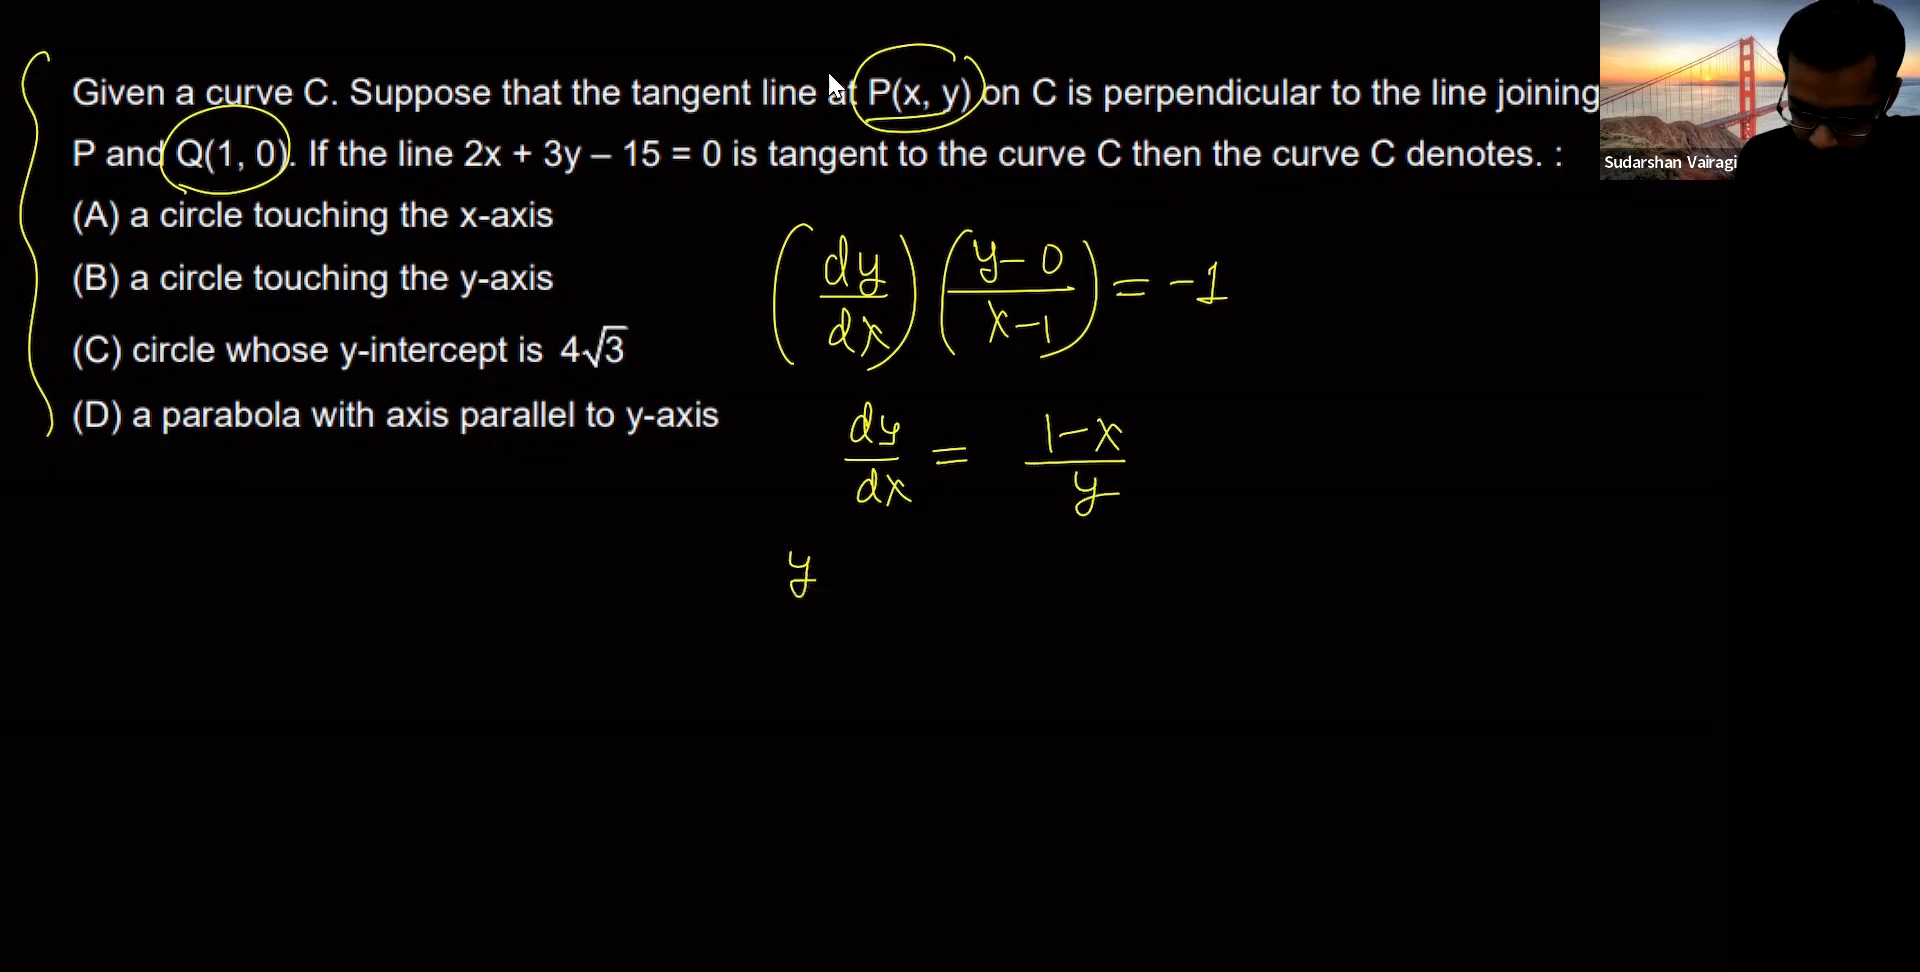 Given a curve C. Suppose that the tangent line at P(x, y) on C is perpendicular to the line joining
P and Q(1, 0). If the line 2x + 3y – 15 = 0 is tangent to the curve C then the curve C denotes. :
(A) a circle touching the x-axis
(B) a circle touching the y-axis
(C) circle whose y-intercept is 4√3
(D) a parabola with axis parallel to y-axis
(dy/dx) (y-0/x-1) = -1
dy/dx = 1-x/y
y
Sudarshan Vairagi